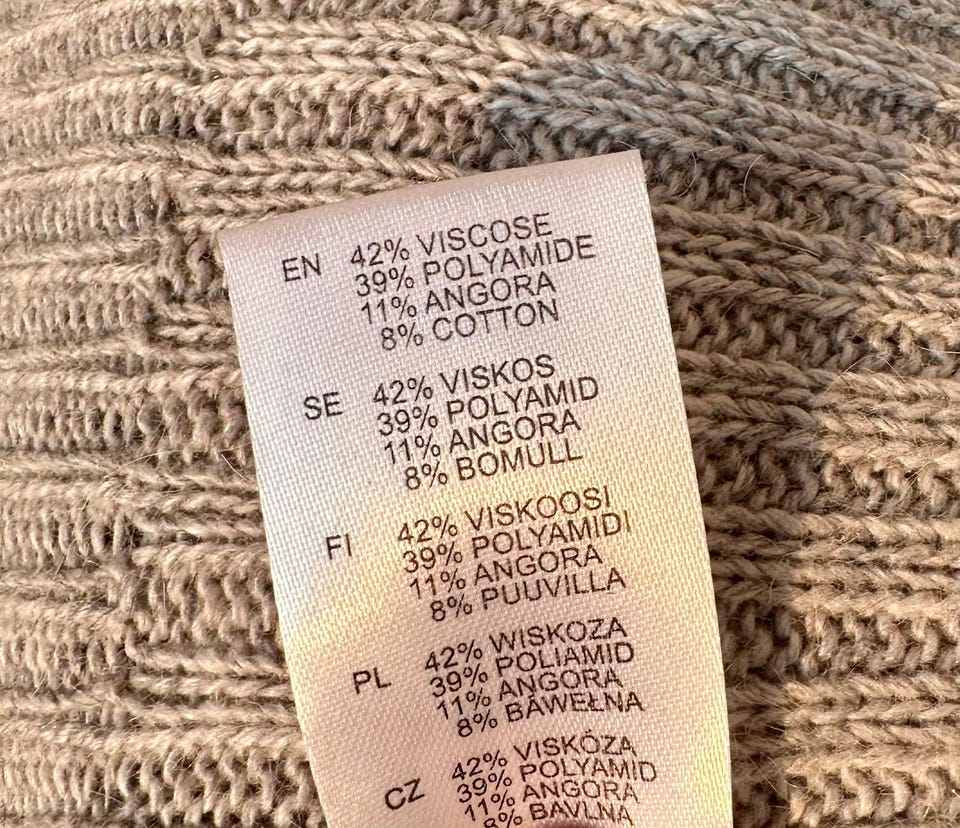 EN 42% VISCOSE
39% POLYAMIDE
11% ANGORA
8% COTTON
SE 42% VISKOS
39% POLYAMID
11% ANGORA
8% BOMULL
FI 42% VISKOOSI
39% POLYAMIDI
11% ANGORA
8% PUUVILLA
PL 42% WISKOZA
39% POLIAMID
11% ANGORA
8% BAWEŁNA
CZ 42% VISKÓZA
39% POLYAMID
11% ANGORA
8% BAVLNA